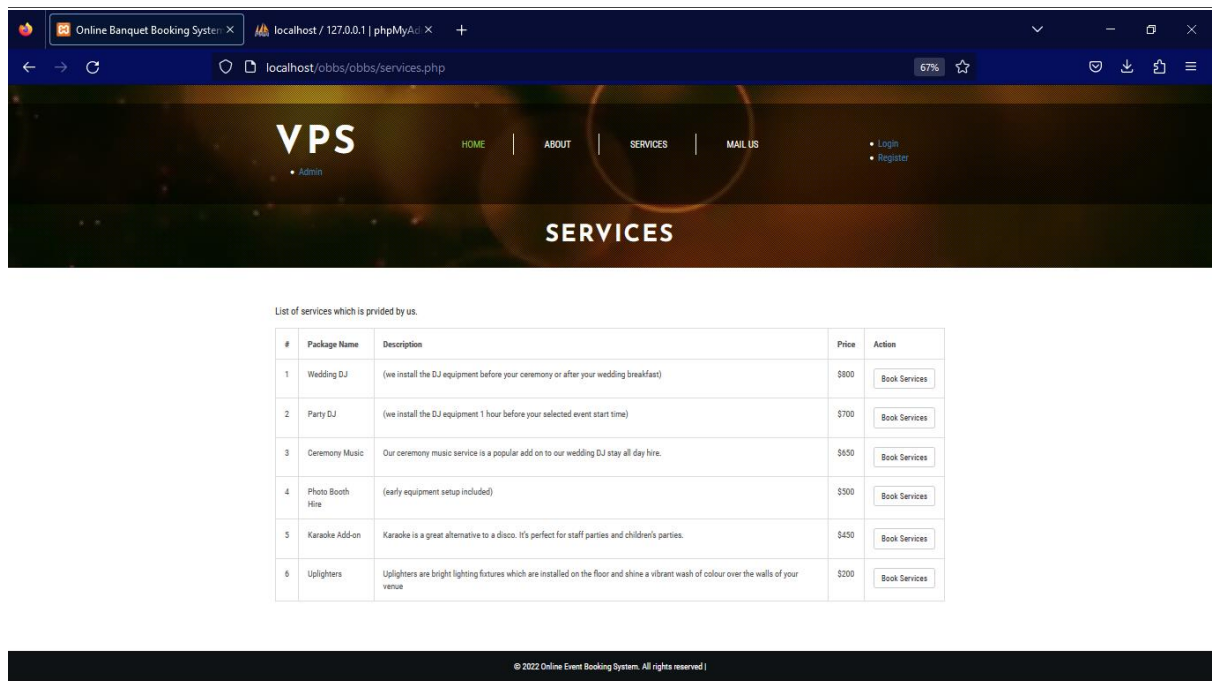 Online Banquet Booking System
localhost / 127.0.0.1 | phpMyAd
localhost/obbs/obbs/services.php
67%
VPS
Admin
HOME
ABOUT
SERVICES
MAIL US
Login
Register
SERVICES
List of services which is prvided by us.
# Package Name Description Price Action
1 Wedding DJ (we install the DJ equipment before your ceremony or after your wedding breakfast) $800 Book Services
2 Party DJ (we install the DJ equipment 1 hour before your selected event start time) $700 Book Services
3 Ceremony Music Our ceremony music service is a popular add on to our wedding DJ stay all day hire. $650 Book Services
4 Photo Booth Hire (early equipment setup included) $500 Book Services
5 Karaoke Add-on Karaoke is a great alternative to a disco. It's perfect for staff parties and children's parties. $450 Book Services
6 Uplighters Uplighters are bright lighting fixtures which are installed on the floor and shine a vibrant wash of colour over the walls of your
venue $200 Book Services
© 2022 Online Event Booking System. All rights reserved |